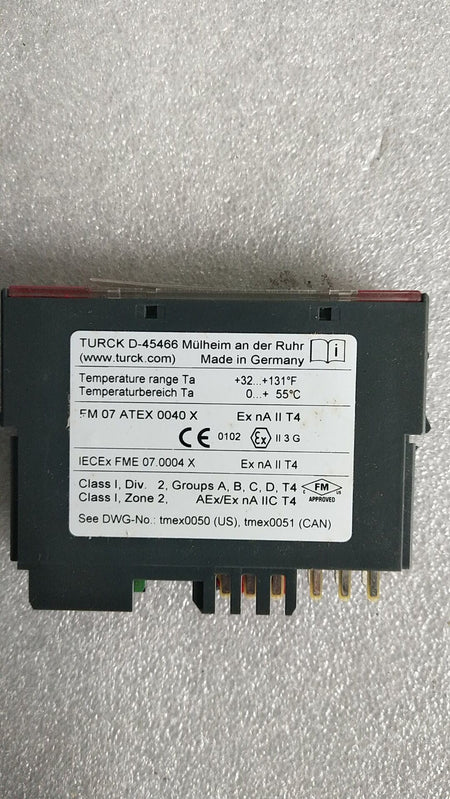 TURCK D-45466 Mülheim an der Ruhr
(www.turck.com) Made in Germany
i
Temperature range Ta +32...+131°F
Temperaturbereich Ta 0...+ 55°C
FM 07 ATEX 0040 X Ex nA II T4
CE 0102 Ex II 3 G
IECEx FME 07.0004 X Ex nA II T4
Class I, Div. 2, Groups A, B, C, D, T4
Class I, Zone 2, AEx/Ex nA IIC T4
C FM US
APPROVED
See DWG-No.: tmex0050 (US), tmex0051 (CAN)